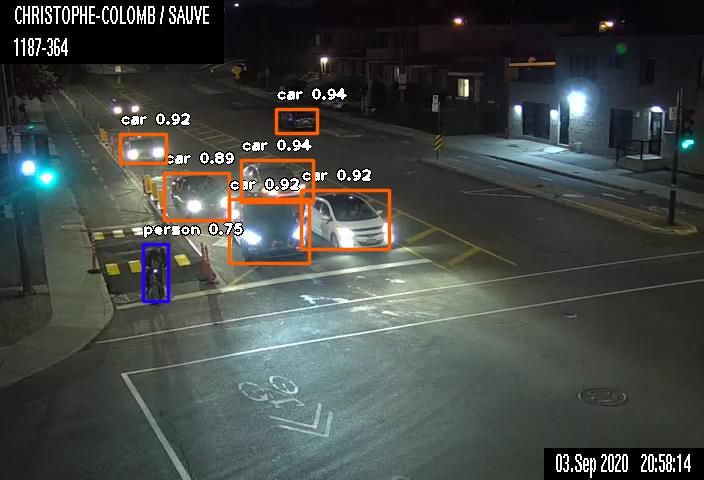 CHRISTOPHE-COLOMB / SAUVE
1187-364
car 0.94
car 0.92
car 0.94
car 0.89
car 0.92
car 0.92
person 0.75
03.Sep 2020 20:58:14